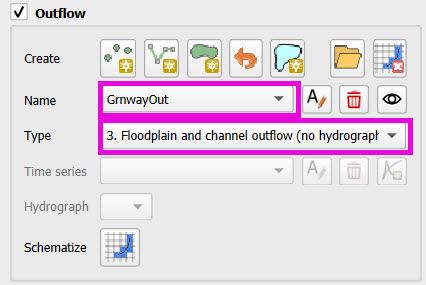 Outflow
Create
Name GrnwayOut
Type 3. Floodplain and channel outflow (no hydrograph
Time series
Hydrograph
Schematize